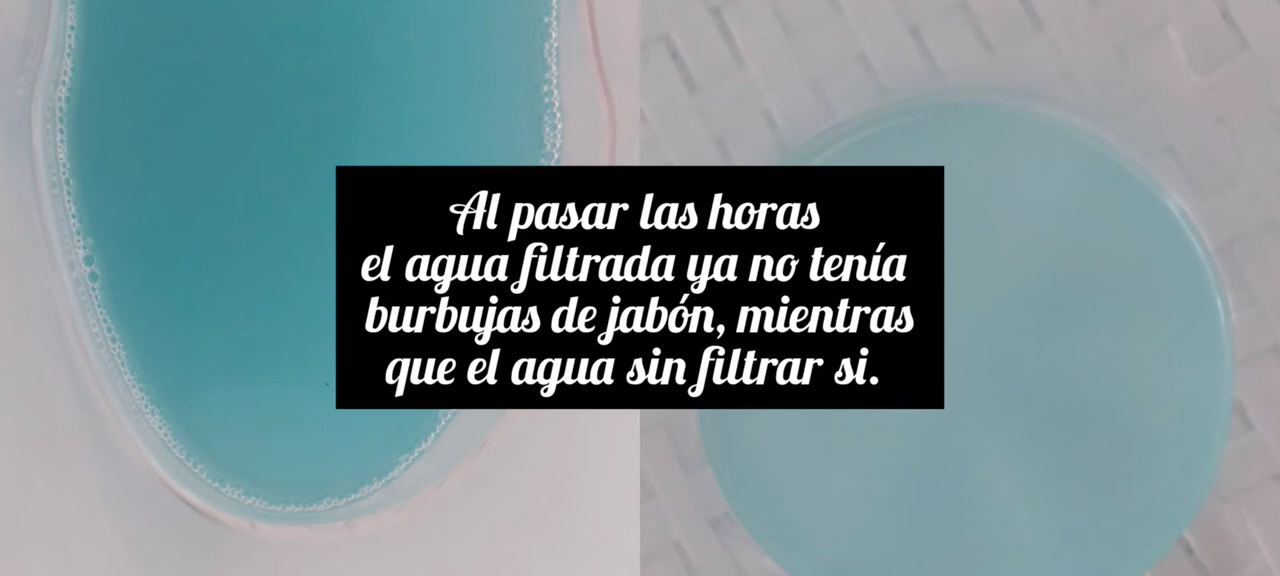 Al pasar las horas
el agua filtrada ya no tenía
burbujas de jabón, mientras
que el agua sin filtrar si.